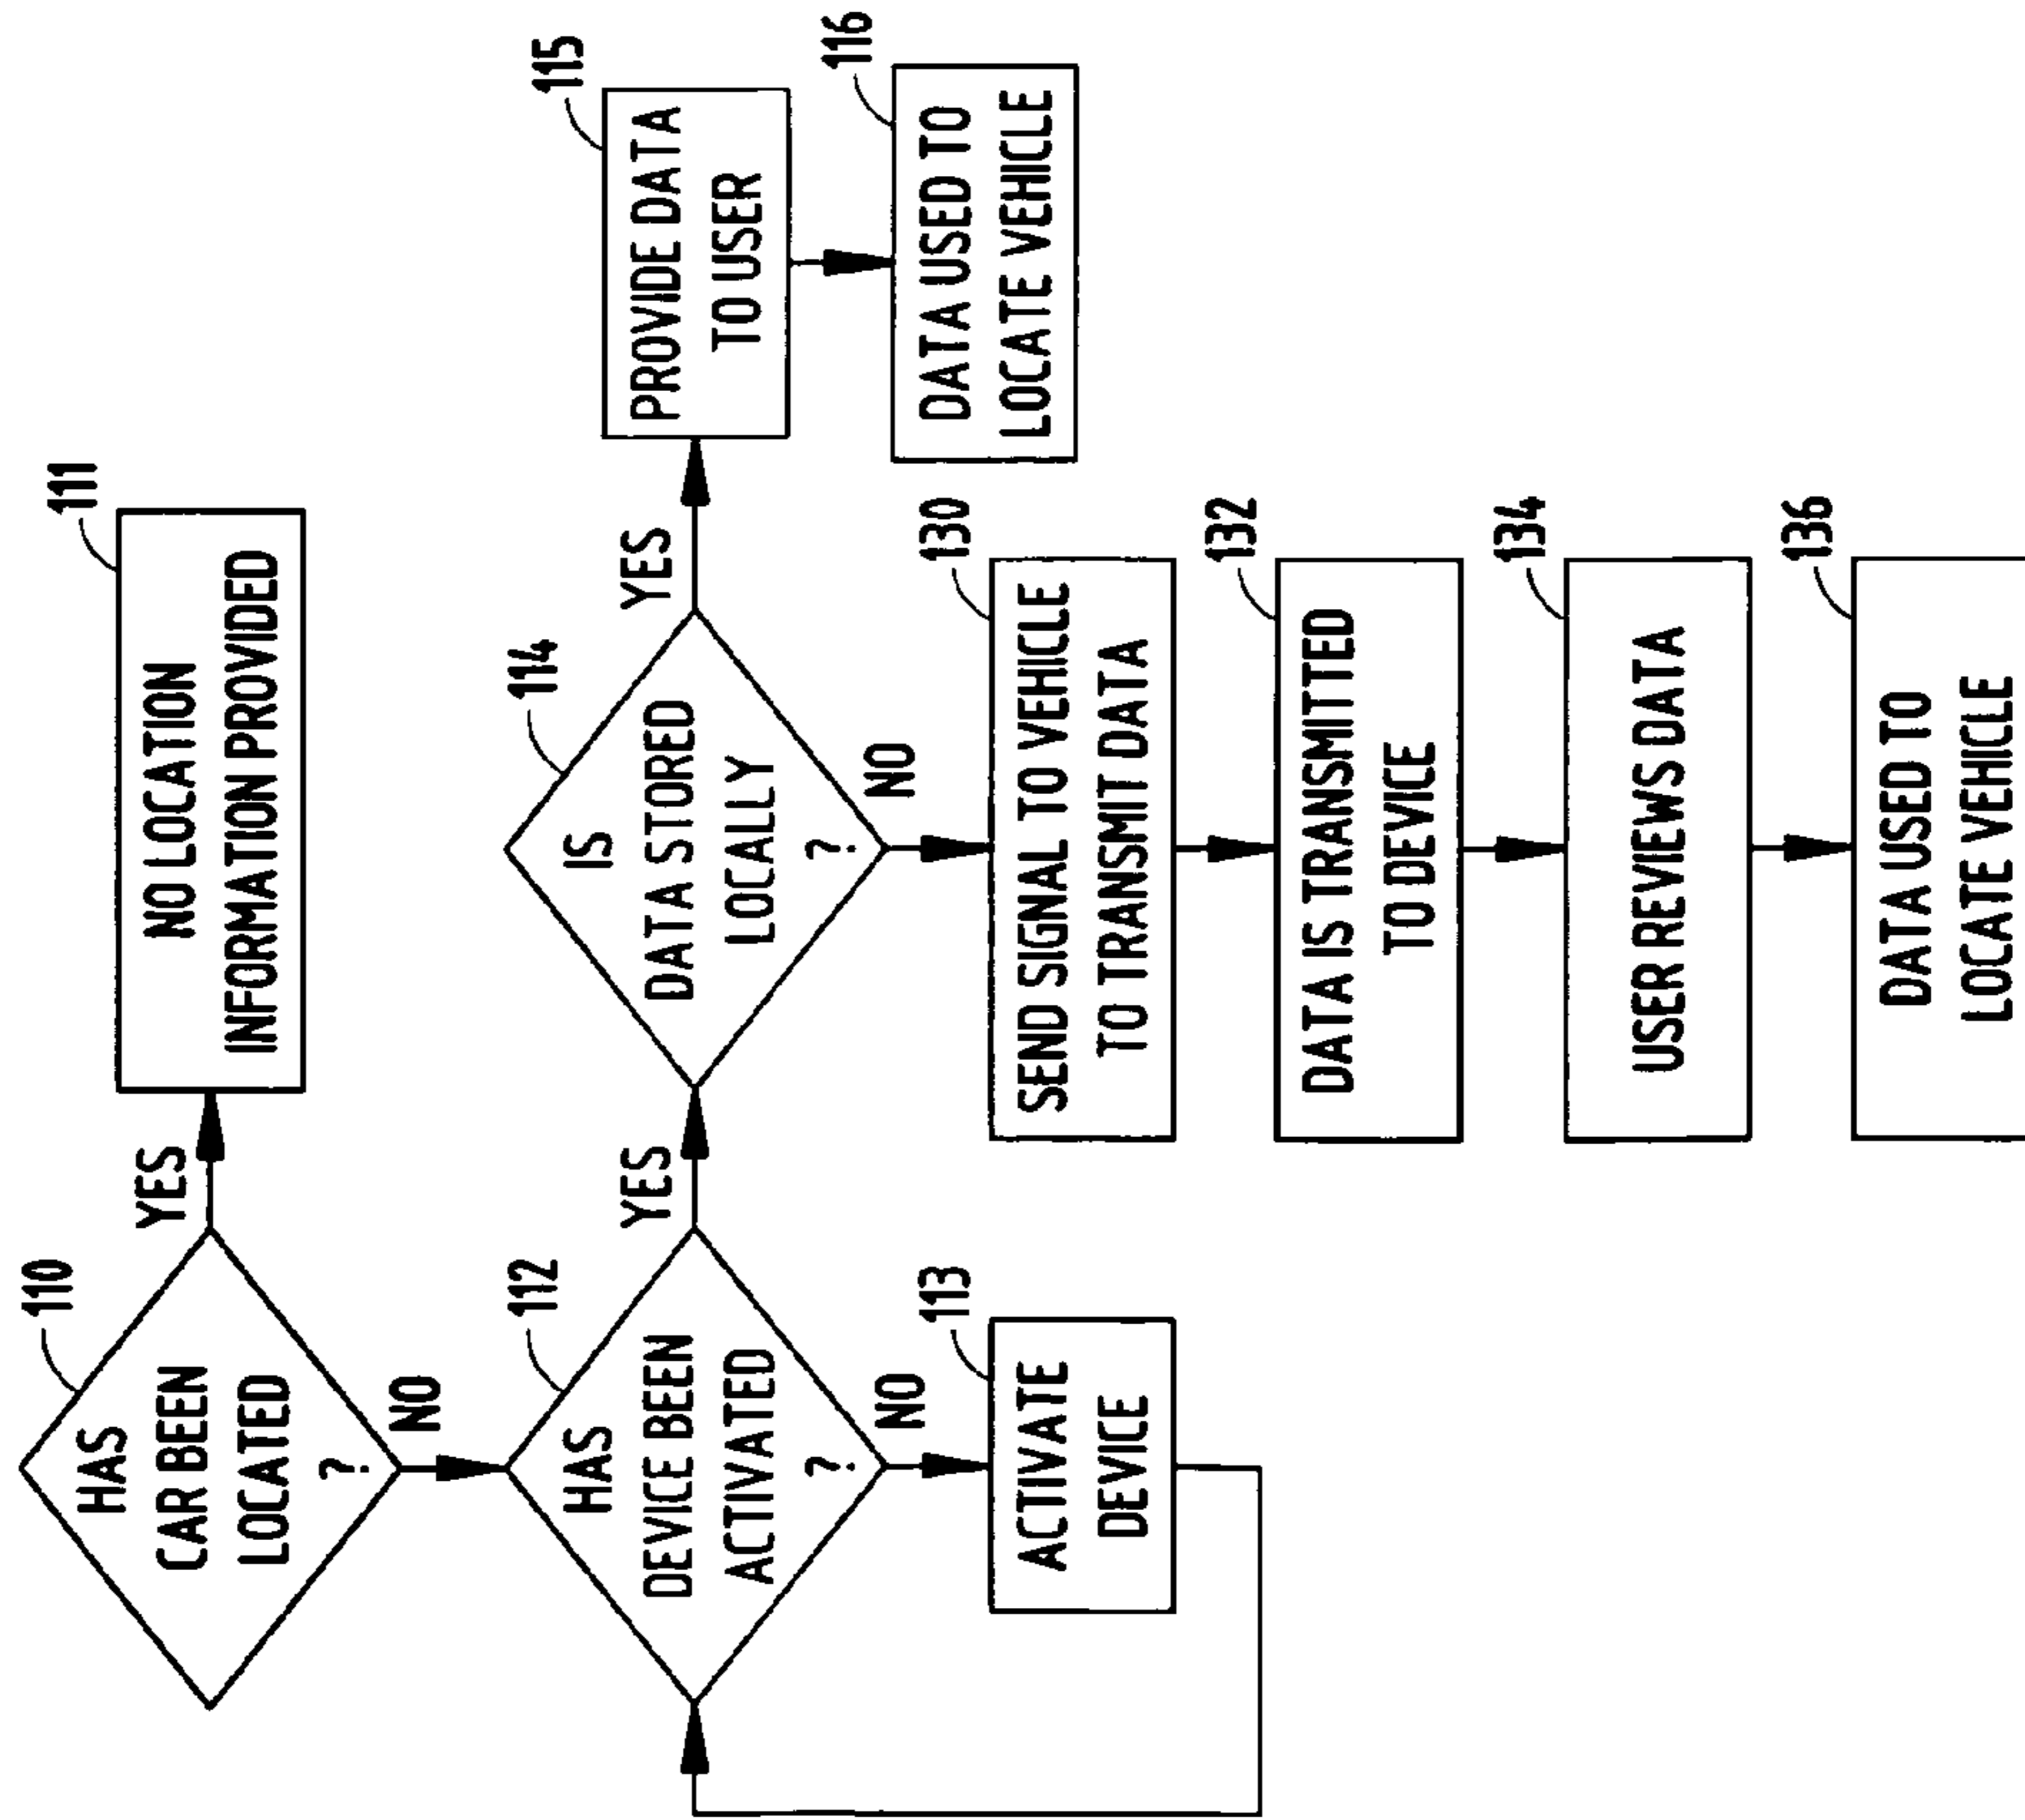 110
HAS
CAR BEEN
LOCATED
?
YES
111
NO LOCATION
INFORMATION PROVIDED
NO
112
HAS
DEVICE BEEN
ACTIVATED
?
YES
NO
113
ACTIVATE
DEVICE
114
IS
DATA STORED
LOCALLY
?
YES
115
PROVIDE DATA
TO USER
116
DATA USED TO
LOCATE VEHICLE
NO
130
SEND SIGNAL TO VEHICLE
TO TRANSMIT DATA
132
DATA IS TRANSMITTED
TO DEVICE
134
USER REVIEWS DATA
136
DATA USED TO
LOCATE VEHICLE